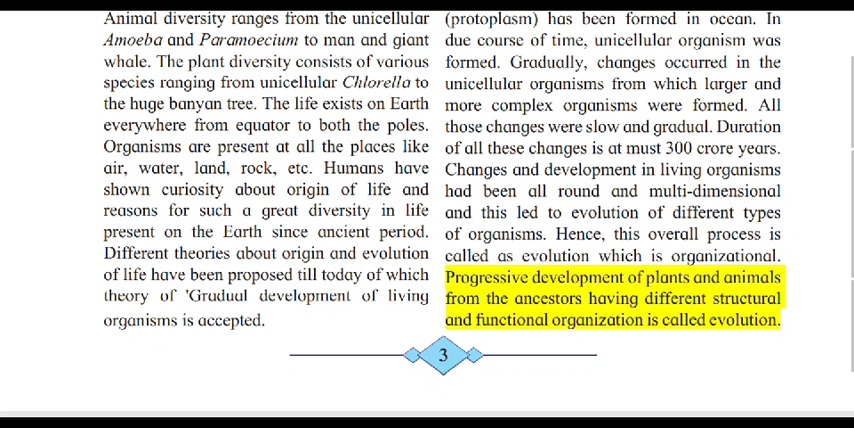 Animal diversity ranges from the unicellular
Amoeba and Paramoecium to man and giant
whale. The plant diversity consists of various
species ranging from unicellular Chlorella to
the huge banyan tree. The life exists on Earth
everywhere from equator to both the poles.
Organisms are present at all the places like
air, water, land, rock, etc. Humans have
shown curiosity about origin of life and
reasons for such a great diversity in life
present on the Earth since ancient period.
Different theories about origin and evolution
of life have been proposed till today of which
theory of 'Gradual development of living
organisms is accepted.
(protoplasm) has been formed in ocean. In
due course of time, unicellular organism was
formed. Gradually, changes occurred in the
unicellular organisms from which larger and
more complex organisms were formed. All
those changes were slow and gradual. Duration
of all these changes is at must 300 crore years.
Changes and development in living organisms
had been all round and multi-dimensional
and this led to evolution of different types
of organisms. Hence, this overall process is
called as evolution which is organizational.
Progressive development of plants and animals
from the ancestors having different structural
and functional organization is called evolution.
3